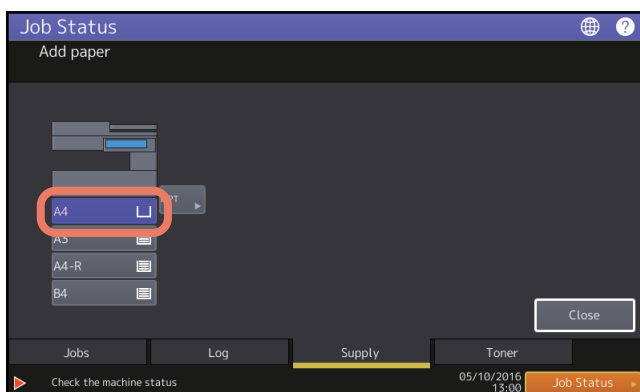 Job Status
?
Add paper
A4
A3
A4-R
B4
Close
Jobs Log Supply Toner
Check the machine status
05/10/2016
13:00
Job Status